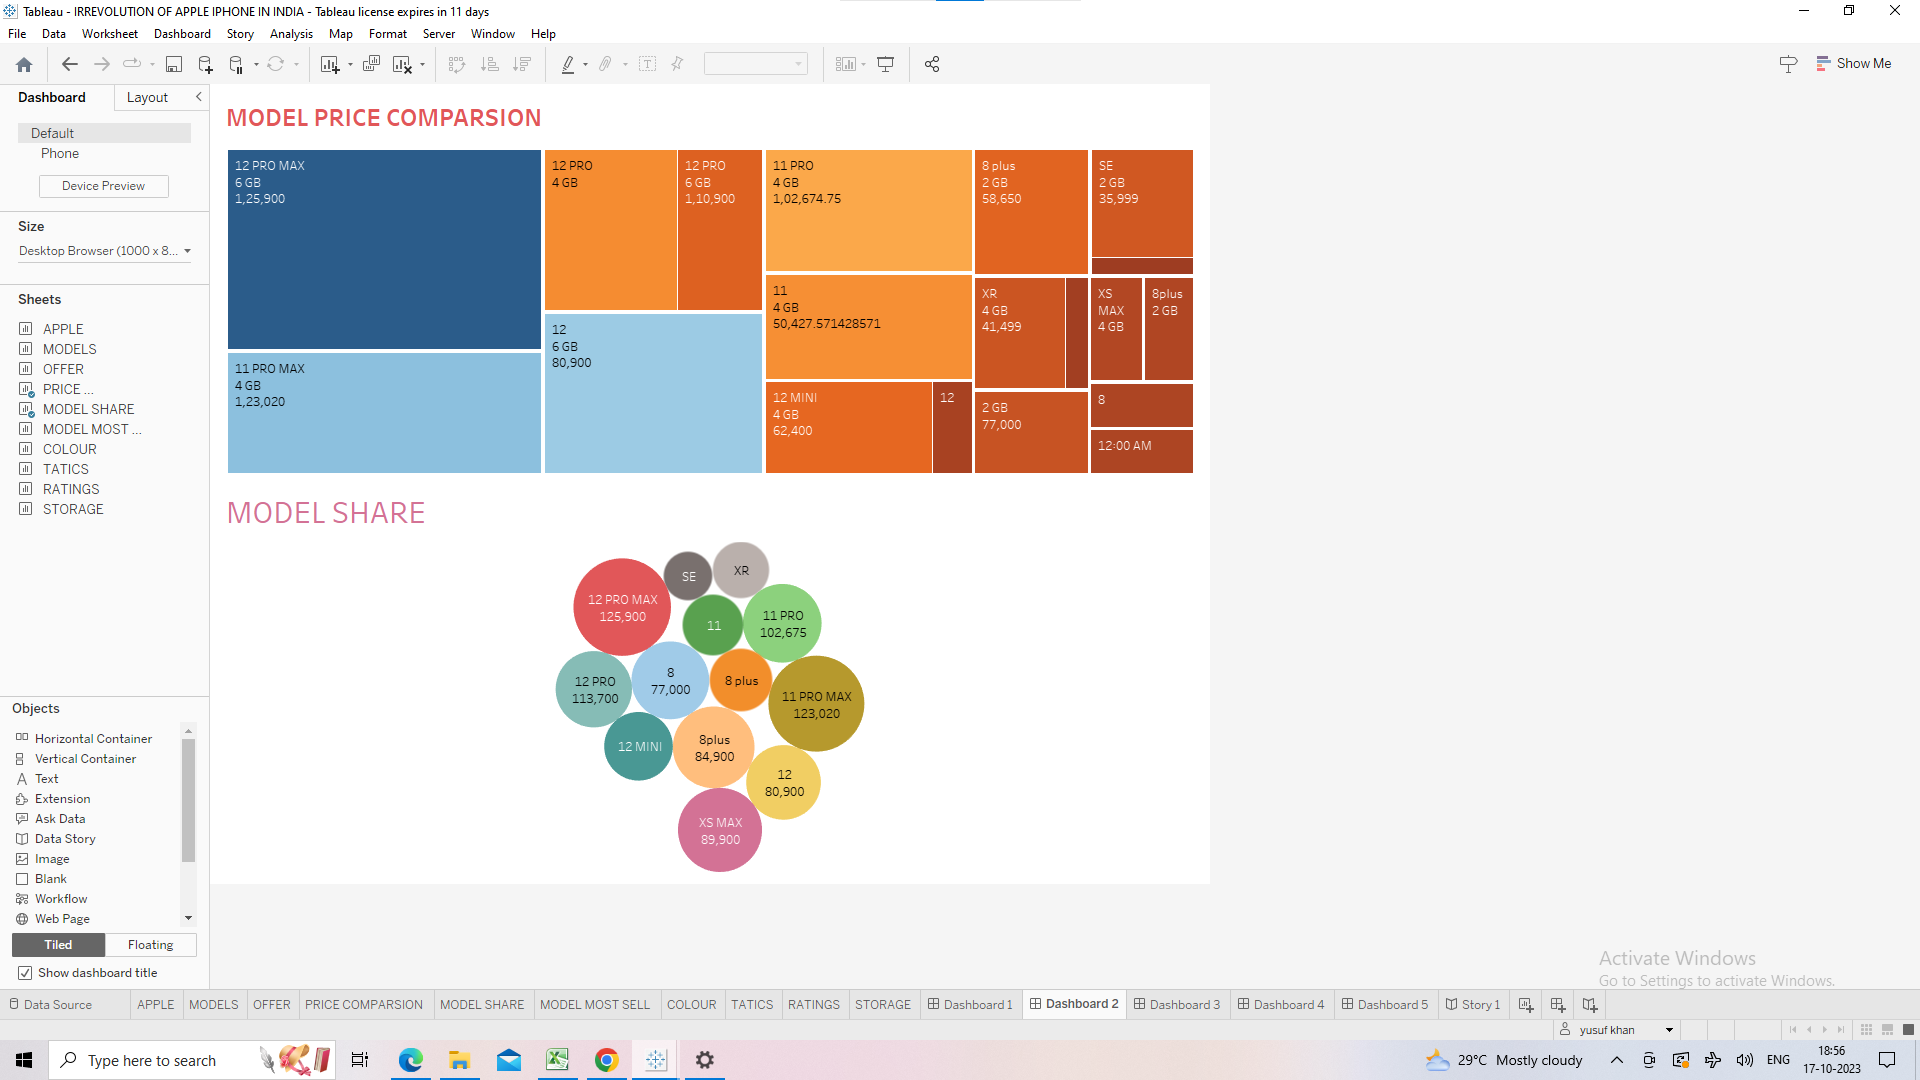 Tableau - IRREVOLUTION OF APPLE IPHONE IN INDIA - Tableau license expires in 11 days
File Data Worksheet Dashboard Story Analysis Map Format Server Window Help
Show Me
Dashboard Layout
Default
Phone
Device Preview
Size
Desktop Browser (1000 x 8...
Sheets
APPLE
MODELS
OFFER
PRICE ...
MODEL SHARE
MODEL MOST ...
COLOUR
TATICS
RATINGS
STORAGE
Objects
Horizontal Container
Vertical Container
Text
Extension
Ask Data
Data Story
Image
Blank
Workflow
Web Page
Tiled Floating
Show dashboard title
MODEL PRICE COMPARSION
12 PRO MAX
6 GB
1,25,900
11 PRO MAX
4 GB
1,23,020
12 PRO
4 GB
12 PRO
6 GB
1,10,900
12
6 GB
80,900
11 PRO
4 GB
1,02,674.75
11
4 GB
50,427.571428571
12 MINI
4 GB
62,400
12
8 plus
2 GB
58,650
XR
4 GB
41,499
2 GB
77,000
SE
2 GB
35,999
XS
MAX
4 GB
8plus
2 GB
8
12:00 AM
MODEL SHARE
SE
XR
12 PRO MAX
125,900
11
11 PRO
102,675
12 PRO
113,700
8
77,000
8 plus
11 PRO MAX
123,020
12 MINI
8plus
84,900
12
80,900
XS MAX
89,900
Activate Windows
Go to Settings to activate Windows.
Data Source APPLE MODELS OFFER PRICE COMPARSION MODEL SHARE MODEL MOST SELL COLOUR TATICS RATINGS STORAGE Dashboard 1 Dashboard 2 Dashboard 3 Dashboard 4 Dashboard 5 Story 1
yusuf khan
Type here to search
29°C Mostly cloudy
ENG
18:56
17-10-2023